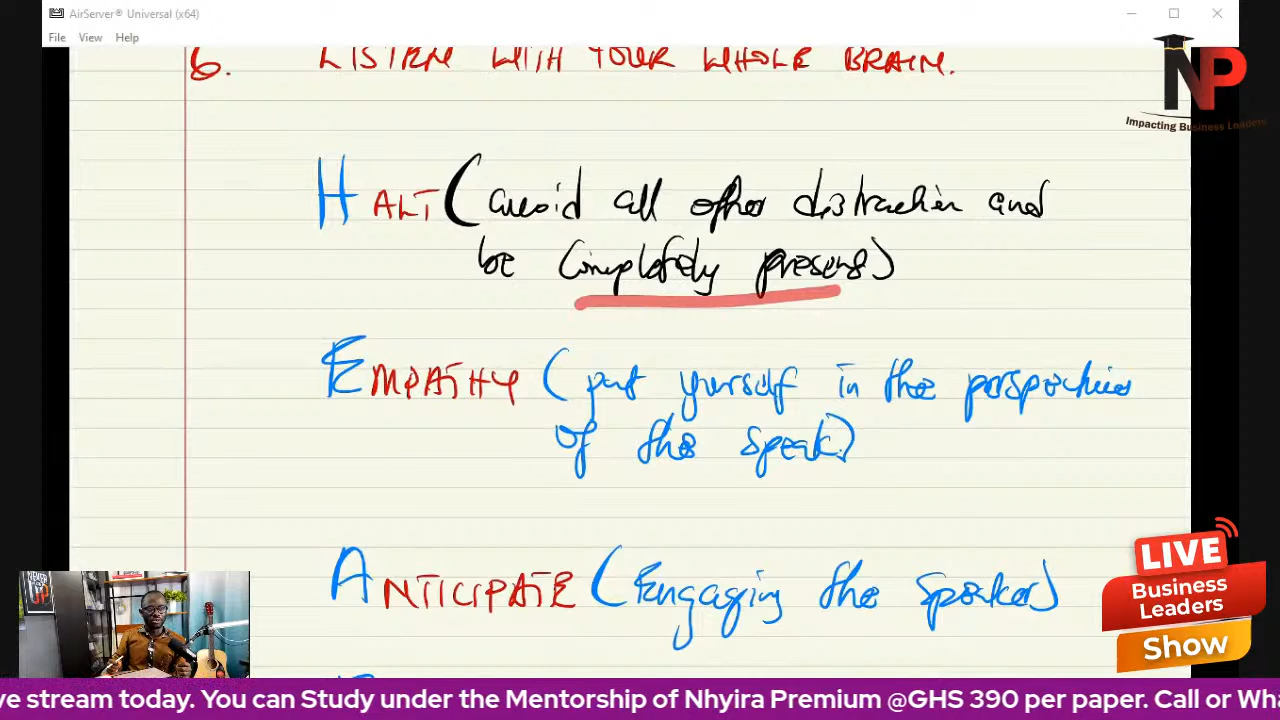 AirServer® Universal (x64)
File View Help
6. LISTEN WITH YOUR WHOLE BRAIN.
NP
Impacting Business Leaders
HALT (avoid all other distraction and
be completely present)
EMPATHY (put yourself in the perspective
of the speak)
ANTICIPATE (Engaging the speaker)
LIVE
Business
Leaders
Show
ve stream today. You can Study under the Mentorship of Nhyira Premium @GHS 390 per paper. Call or Wha